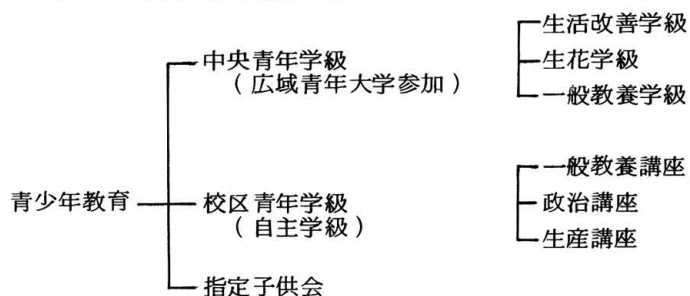 青少年教育
中央青年学級
(広域青年大学参加)
生活改善学級
生花学級
一般教養学級
校区青年学級
(自主学級)
一般教養講座
政治講座
生産講座
指定子供会